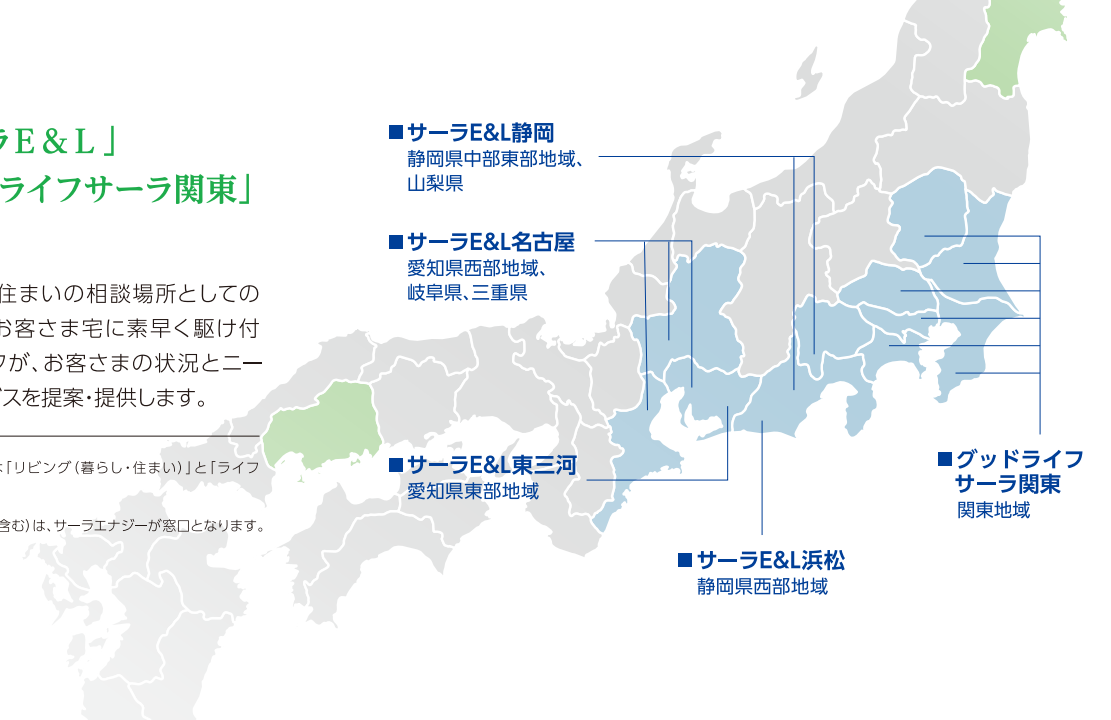 ラE&L」
ライフサーラ関東」
住まいの相談場所としての
お客さま宅に素早く駆け付
が、お客さまの状況とニー
スを提案・提供します。
「リビング(暮らし・住まい)」と「ライフ
含む)は、サーラエナジーが窓口となります。
■サーラE&L静岡
静岡県中部東部地域、
山梨県
■サーラE&L名古屋
愛知県西部地域、
岐阜県、三重県
■サーラE&L東三河
愛知県東部地域
■サーラE&L浜松
静岡県西部地域
■グッドライフ
サーラ関東
関東地域